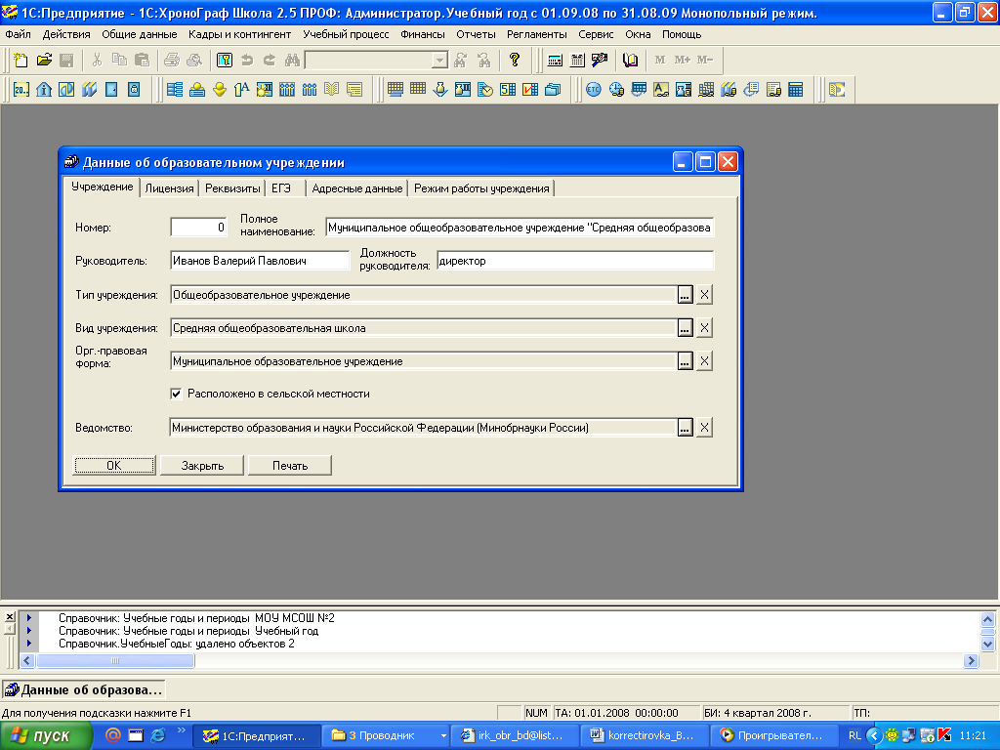 1С:Предприятие - 1С:ХроноГраф Школа 2.5 ПРОФ: Администратор.Учебный год с 01.09.08 по 31.08.09 Монопольный режим.
Файл Действия Общие данные Кадры и контингент Учебный процесс Финансы Отчеты Регламенты Сервис Окна Помощь
M M+ M−
Данные об образовательном учреждении
Учреждение Лицензия Реквизиты ЕГЭ Адресные данные Режим работы учреждения
Номер: 0 Полное наименование: Муниципальное общеобразовательное учреждение "Средняя общеобразова
Руководитель: Иванов Валерий Павлович Должность руководителя: директор
Тип учреждения: Общеобразовательное учреждение ... X
Вид учреждения: Средняя общеобразовательная школа ... X
Орг.-правовая форма: Муниципальное образовательное учреждение ... X
Расположено в сельской местности
Ведомство: Министерство образования и науки Российской Федерации (Минобрнауки России) ... X
OK Закрыть Печать
Справочник: Учебные годы и периоды МОУ МСОШ №2
Справочник: Учебные годы и периоды Учебный год
Справочник.УчебныеГоды: удалено объектов 2
Данные об образова...
Для получения подсказки нажмите F1 NUM TA: 01.01.2008 00:00:00 БИ: 4 квартал 2008 г. ТП:
пуск 1С:Предприят... 3 Проводник irk_obr_bd@list... korrectirovka_B... Проигрывател... RL 11:21